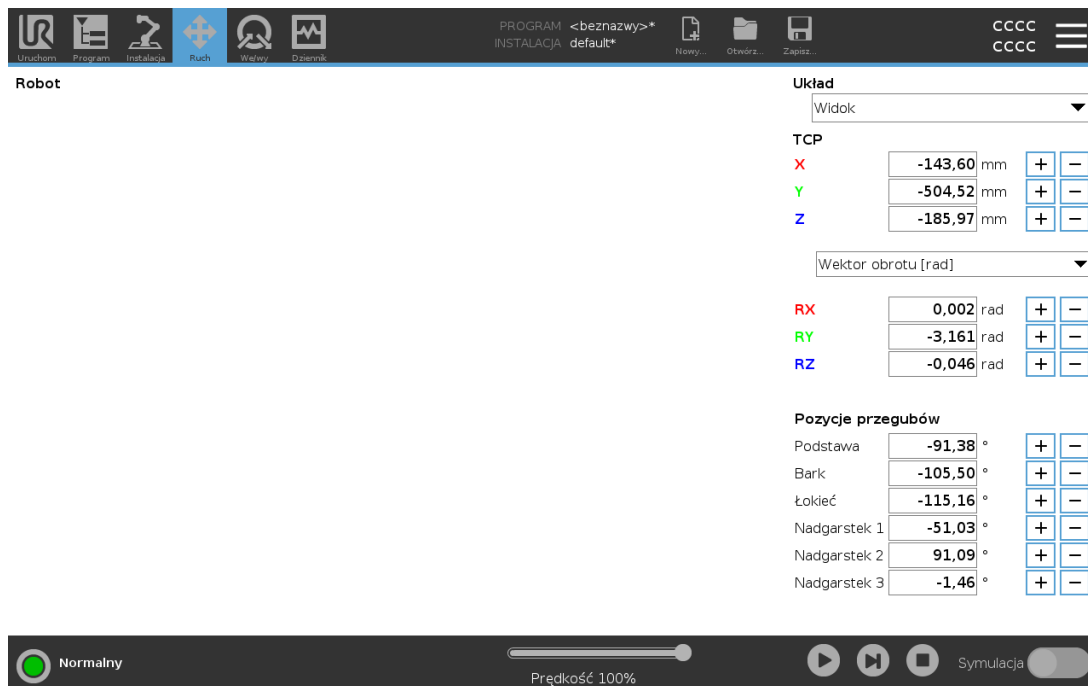 PROGRAM <beznazwy>*
INSTALACJA default*
CCCC
CCCC
Uruchom Program Instalacja Ruch We/wy Dziennik Nowy... Otwórz... Zapisz...
Robot
Układ
Widok
TCP
X -143,60 mm + −
Y -504,52 mm + −
Z -185,97 mm + −
Wektor obrotu [rad]
RX 0,002 rad + −
RY -3,161 rad + −
RZ -0,046 rad + −
Pozycje przegubów
Podstawa -91,38 ° + −
Bark -105,50 ° + −
Łokieć -115,16 ° + −
Nadgarstek 1 -51,03 ° + −
Nadgarstek 2 91,09 ° + −
Nadgarstek 3 -1,46 ° + −
Normalny
Prędkość 100%
Symulacja